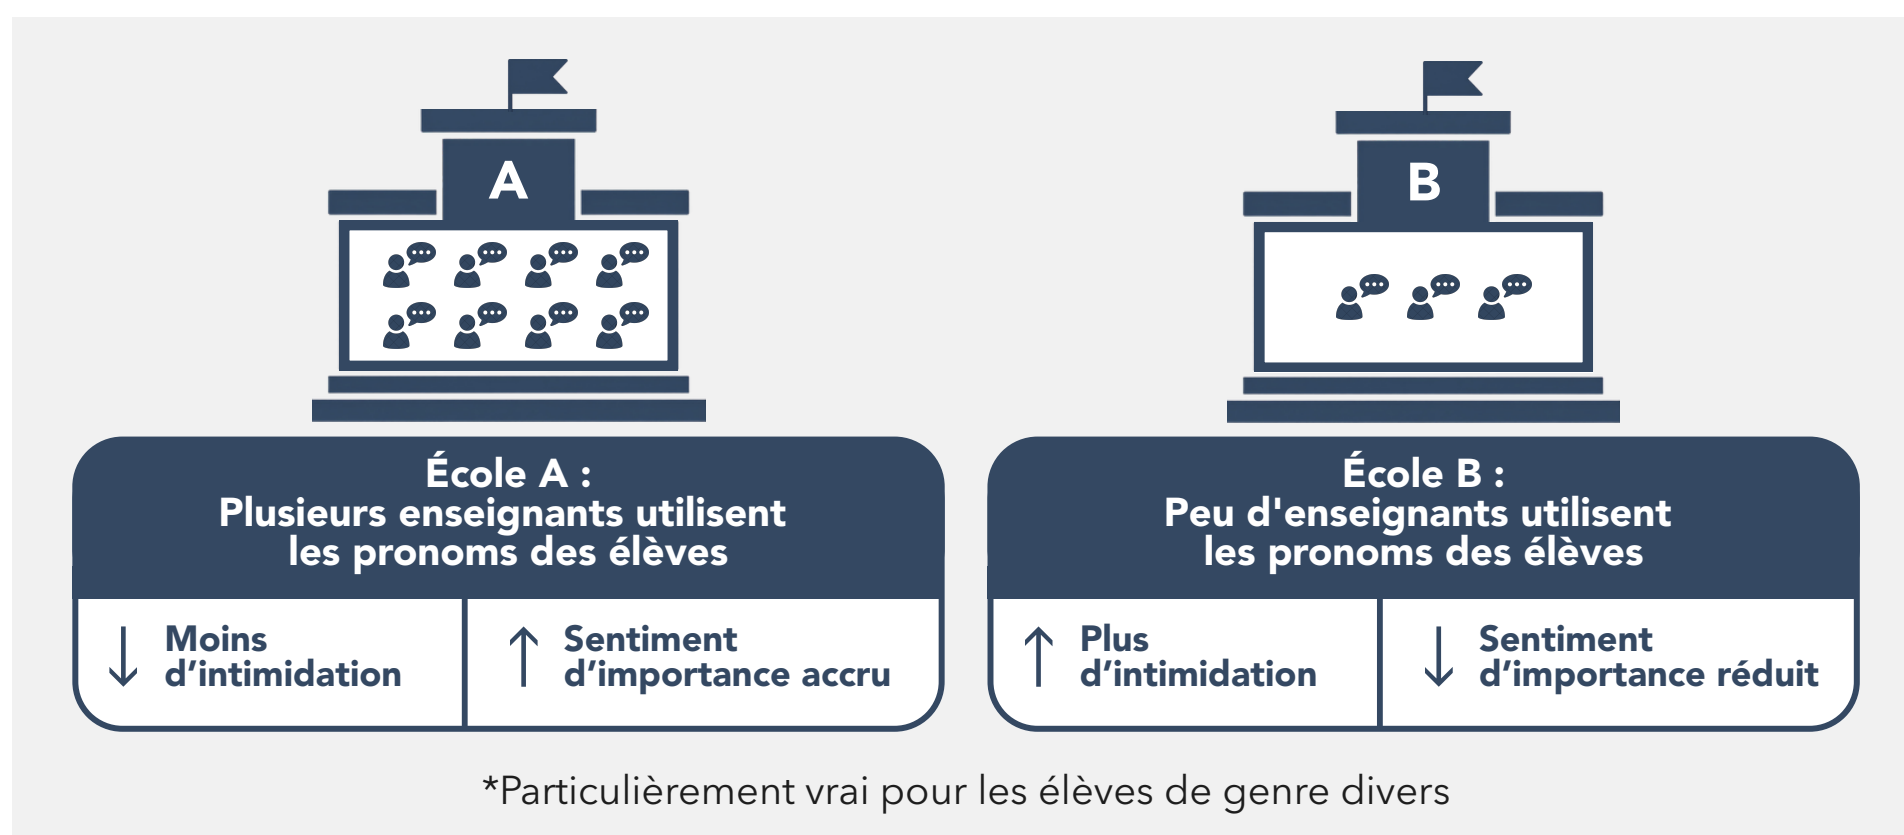 A
B
École A :
Plusieurs enseignants utilisent
les pronoms des élèves
École B :
Peu d'enseignants utilisent
les pronoms des élèves
Moins
d’intimidation
Sentiment
d’importance accru
Plus
d’intimidation
Sentiment
d’importance réduit
*Particulièrement vrai pour les élèves de genre divers